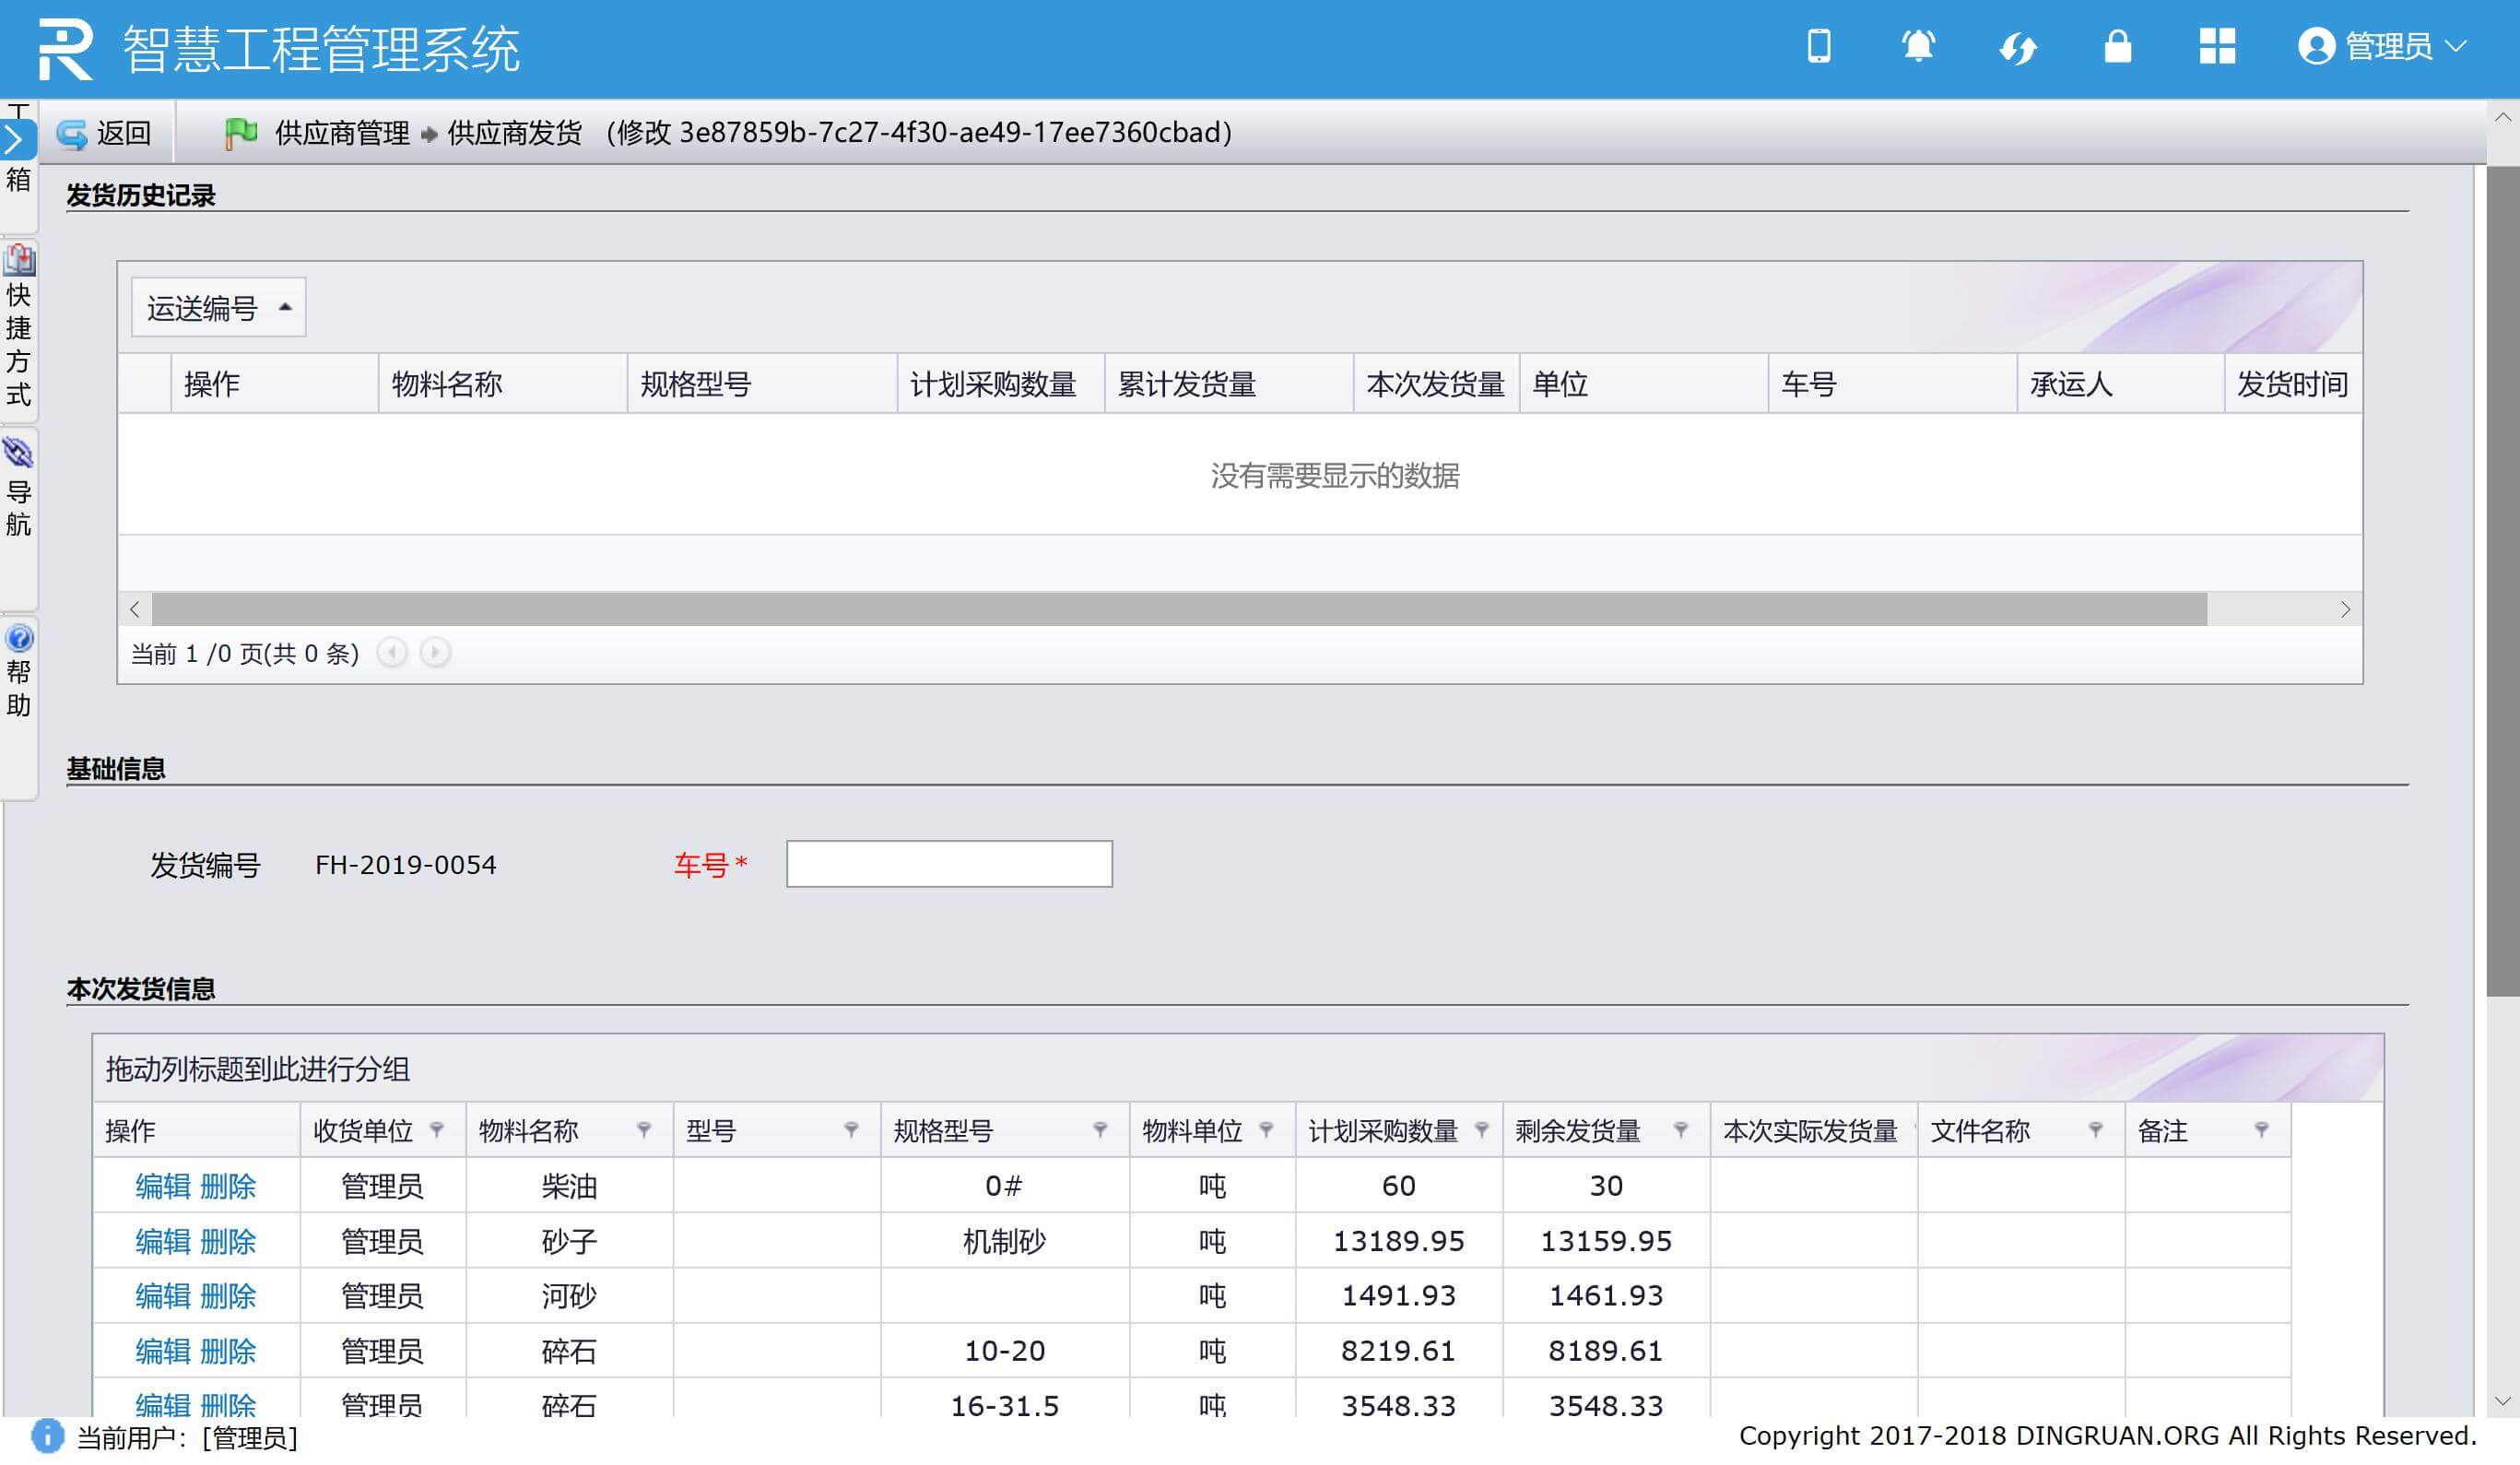 智慧工程管理系统
管理员
工
箱
返回
供应商管理 供应商发货 （修改 3e87859b-7c27-4f30-ae49-17ee7360cbad）
快捷方式
导航
帮助
发货历史记录
运送编号
操作 物料名称 规格型号 计划采购数量 累计发货量 本次发货量 单位 车号 承运人 发货时间
没有需要显示的数据
当前 1 /0 页(共 0 条)
基础信息
发货编号 FH-2019-0054 车号*
本次发货信息
拖动列标题到此进行分组
操作 收货单位 物料名称 型号 规格型号 物料单位 计划采购数量 剩余发货量 本次实际发货量 文件名称 备注
编辑 删除 管理员 柴油 0# 吨 60 30
编辑 删除 管理员 砂子 机制砂 吨 13189.95 13159.95
编辑 删除 管理员 河砂 吨 1491.93 1461.93
编辑 删除 管理员 碎石 10-20 吨 8219.61 8189.61
编辑 删除 管理员 碎石 16-31.5 吨 3548.33 3548.33
当前用户：[管理员]
Copyright 2017-2018 DINGRUAN.ORG All Rights Reserved.